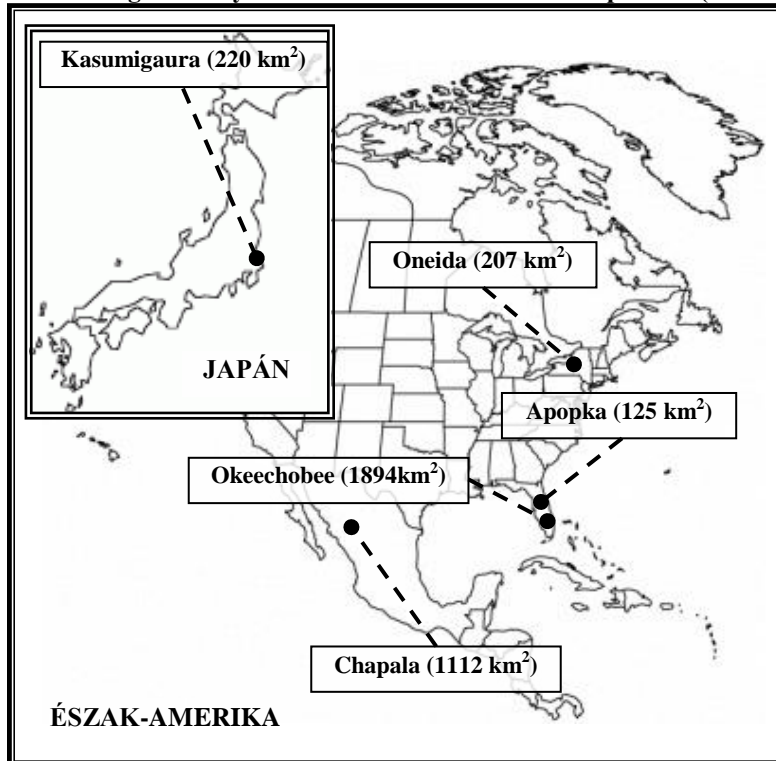 Kasumigaura (220 km²)
Oneida (207 km²)
JAPÁN
Apopka (125 km²)
Okeechobee (1894km²)
Chapala (1112 km²)
ÉSZAK-AMERIKA